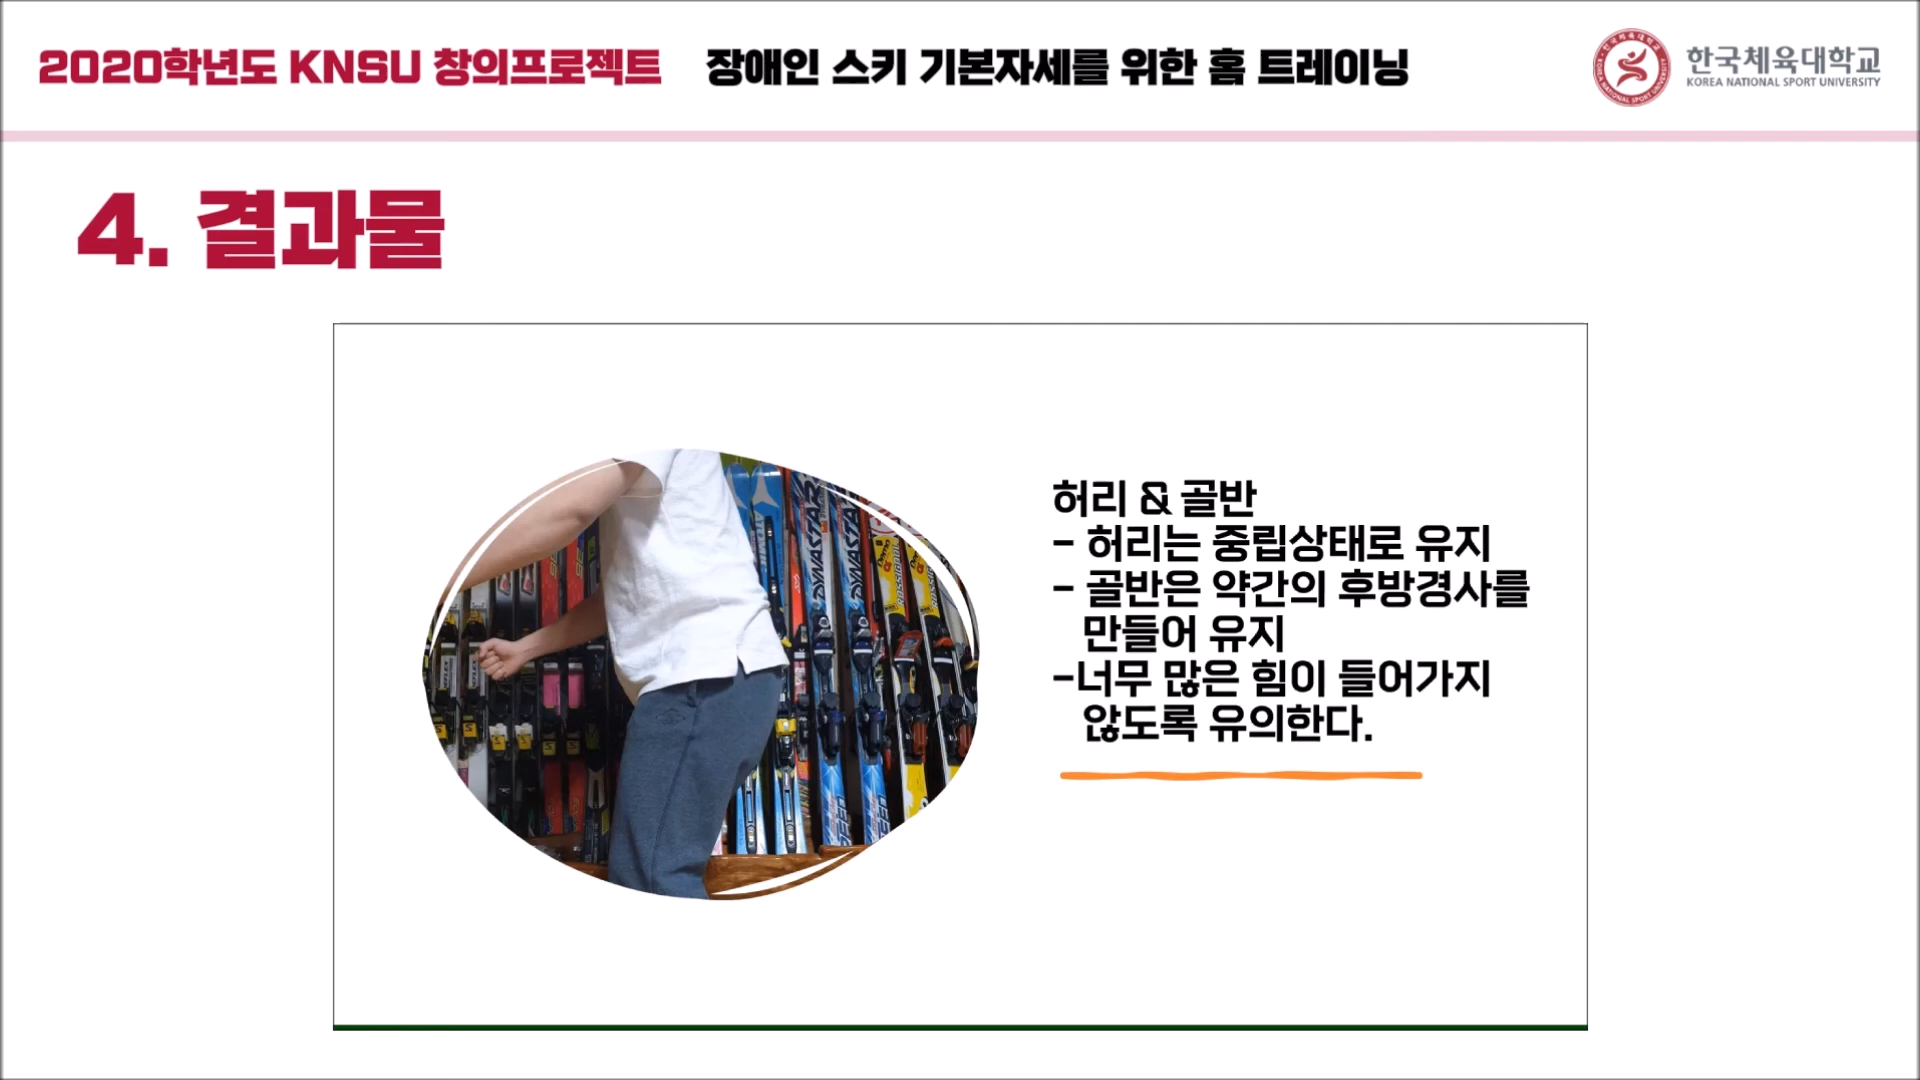 2020학년도 KNSU 창의프로젝트 장애인 스키 기본자세를 위한 홈 트레이닝
한국체육대학교
KOREA NATIONAL SPORT UNIVERSITY
4. 결과물
허리 & 골반
- 허리는 중립상태로 유지
- 골반은 약간의 후방경사를
만들어 유지
-너무 많은 힘이 들어가지
않도록 유의한다.
DYNASTAR
DYNASTAR
ROSSIGNOL
ROSSIGNOL